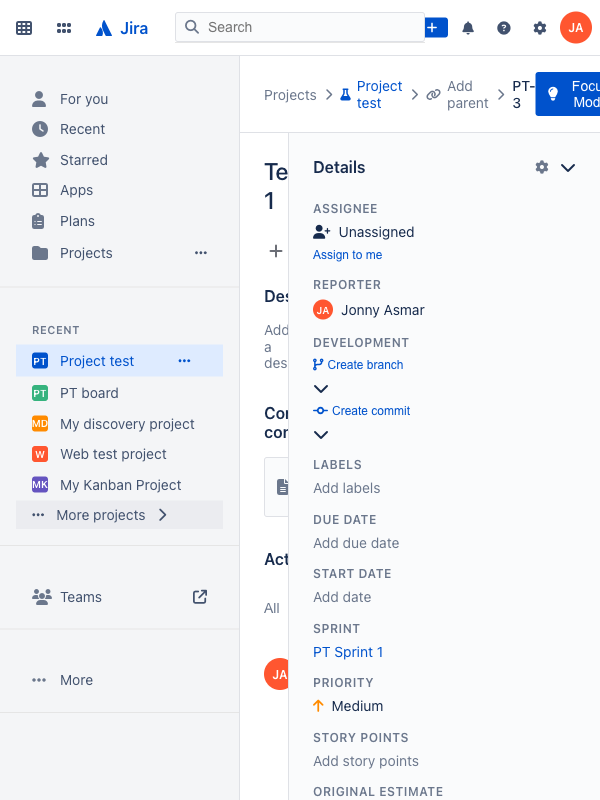 Jira
Search
JA
For you
Recent
Starred
Apps
Plans
Projects
RECENT
PT Project test
PT PT board
MD My discovery project
W Web test project
MK My Kanban Project
More projects
Teams
More
Projects
Project
test
Add
parent
PT-
3
Focu
Mod
Te
1
Des
Add
a
des
Cor
cor
Act
All
JA
Details
ASSIGNEE
Unassigned
Assign to me
REPORTER
JA Jonny Asmar
DEVELOPMENT
Create branch
Create commit
LABELS
Add labels
DUE DATE
Add due date
START DATE
Add date
SPRINT
PT Sprint 1
PRIORITY
Medium
STORY POINTS
Add story points
ORIGINAL ESTIMATE